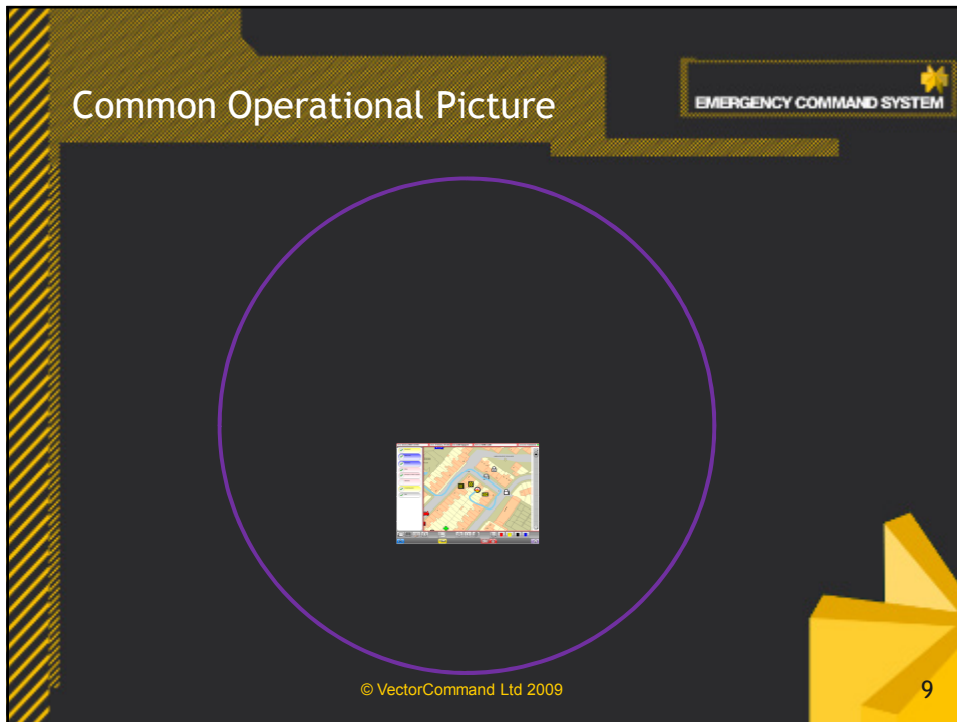 Common Operational Picture
EMERGENCY COMMAND SYSTEM
© VectorCommand Ltd 2009
9